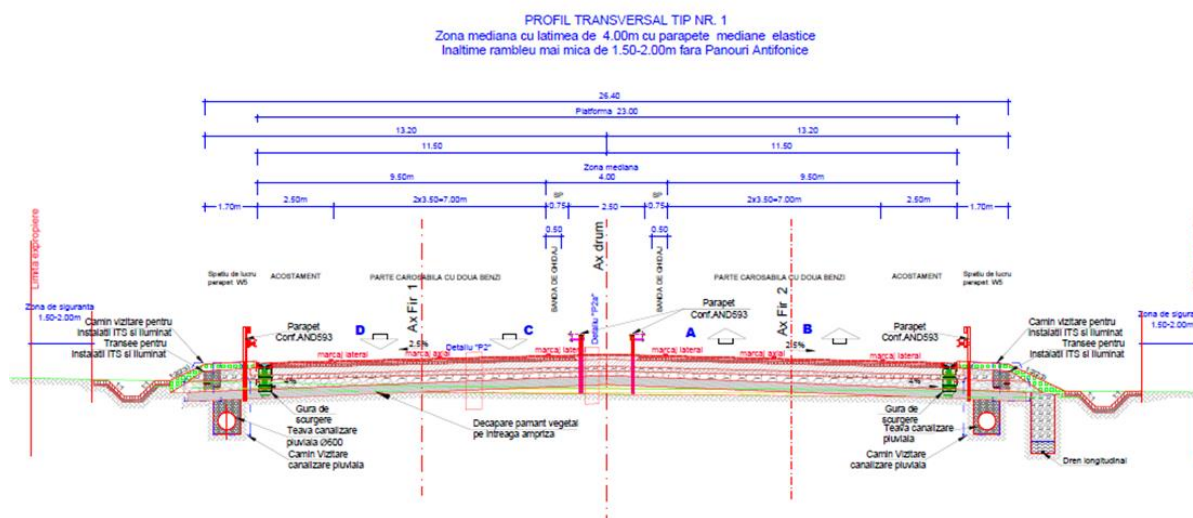 PROFIL TRANSVERSAL TIP NR. 1
Zona mediana cu latimea de 4.00m cu parapete mediane elastice
Inaltime rambleu mai mica de 1.50-2.00m fara Panouri Antifonice
26.40
Platforma 23.00
13.20 13.20
11.50 11.50
Zona mediana
9.50m 4.00 9.50m
SP SP
1.70m 2.50m 2x3.50=7.00m 0.75 2.50 0.75 2x3.50=7.00m 2.50m 1.70m
0.50 0.50
Limita expropiere
Spatiu de lucru
parapet W5
ACOSTAMENT
PARTE CAROSABILA CU DOUA BENZI
BANDA DE GHIDAJ
Ax drum
BANDA DE GHIDAJ
PARTE CAROSABILA CU DOUA BENZI
ACOSTAMENT
Spatiu de lucru
parapet W5
Ax Fir 1
Ax Fir 2
Zona de siguranta
1.50-2.00m
Camin vizitare pentru
Instalatii ITS si iluminat
Transee pentru
Instalatii ITS si iluminat
Parapet
Conf.AND593
D
C
2.5%
Detaliu "P2"
Detaliu "P2a"
Parapet
Conf.AND593
A
B
2.5%
Parapet
Conf.AND593
Camin vizitare pentru
Instalatii ITS si iluminat
Transee pentru
Instalatii ITS si iluminat
Zona de sigura
1.50-2.00m
marcaj lateral marcaj axial marcaj lateral marcaj lateral marcaj axial marcaj lateral
4% 4%
Gura de
scurgere
Teava canalizare
pluviala Ø600
Camin Vizitare
canalizare pluviala
Decapare pamant vegetal
pe intreaga ampriza
Gura de
scurgere
Teava canalizare
pluviala
Camin Vizitare
canalizare pluviala
Dren longitudinal